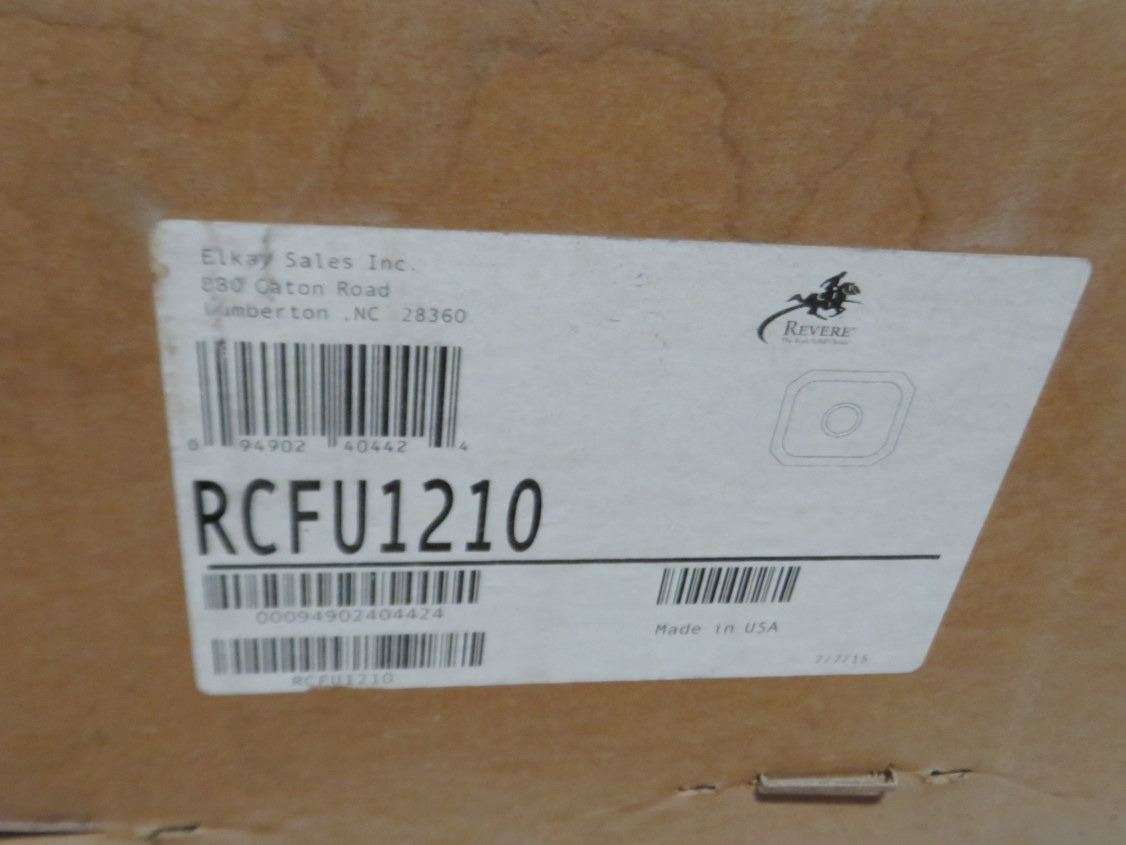 Elkay Sales Inc.
880 Caton Road
Lumberton ,NC 28360
REVERE
0 94902 40442 4
RCFU1210
00094902404424
Made in USA
RCFU1210
7/7/15